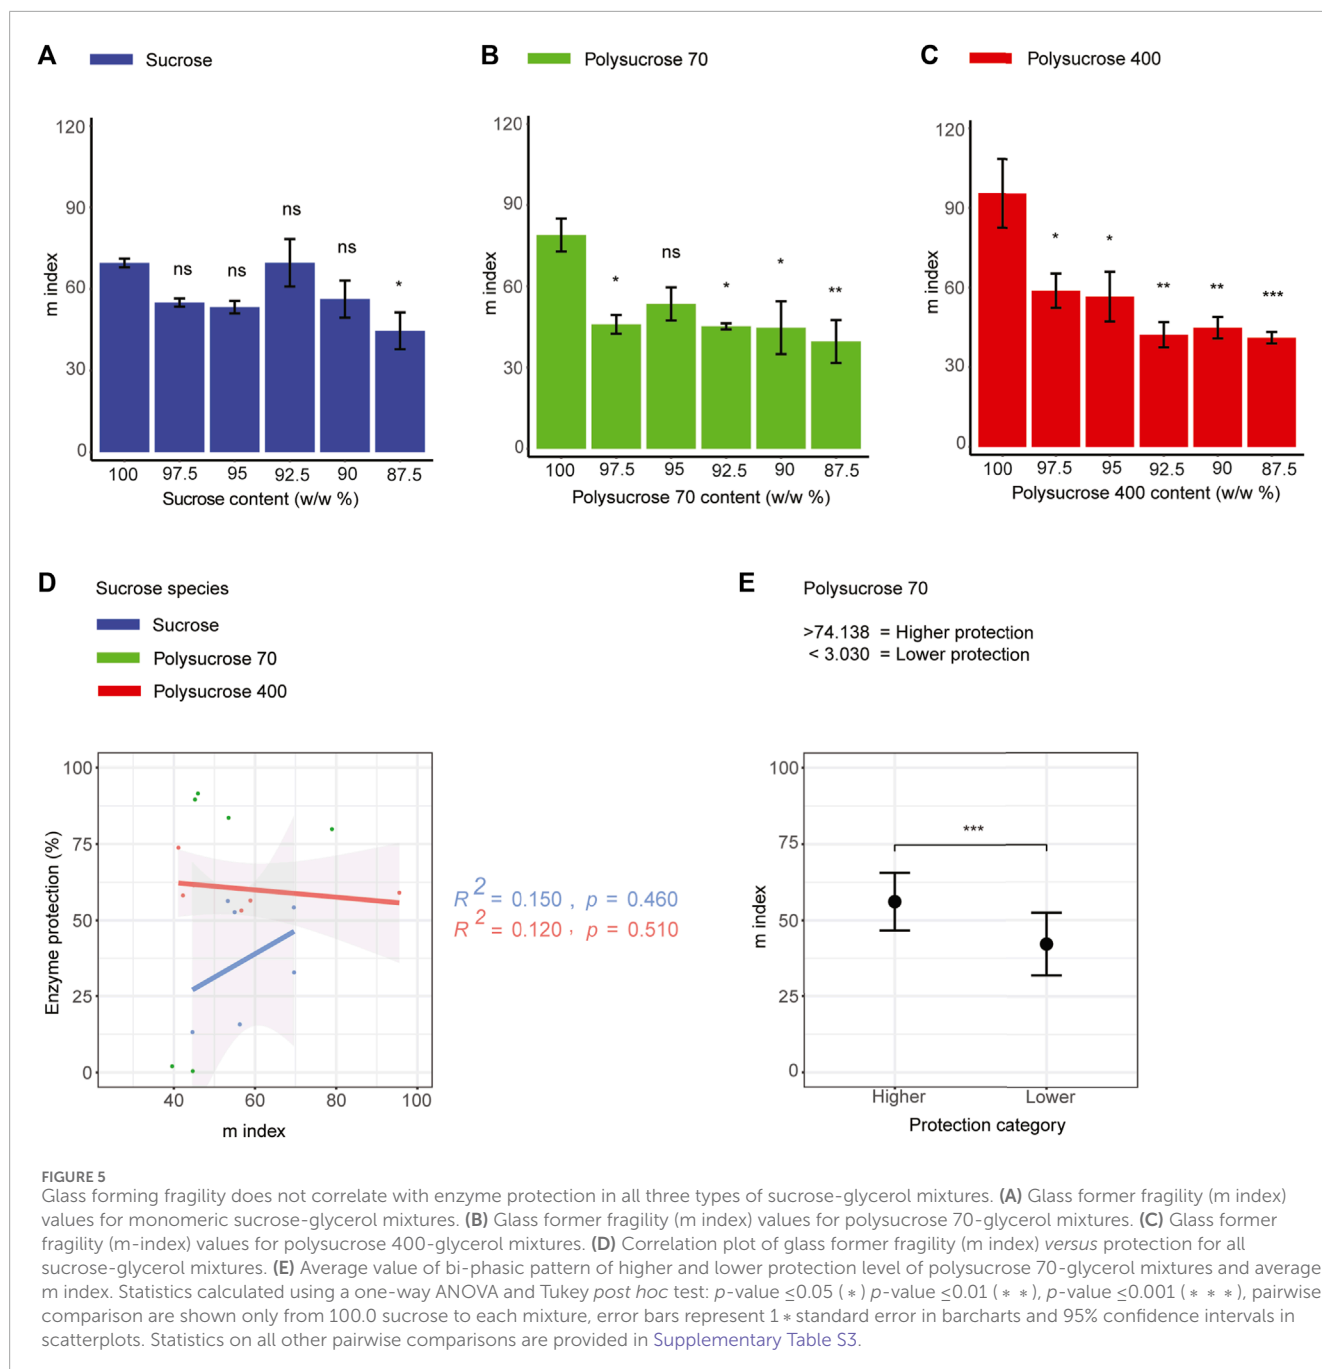 A
Sucrose
B
Polysucrose 70
C
Polysucrose 400
120
90
60
30
0
m index
ns
ns
ns
ns
*
100 97.5 95 92.5 90 87.5
Sucrose content (w/w %)
120
90
60
30
0
m index
*
ns
*
*
**
100 97.5 95 92.5 90 87.5
Polysucrose 70 content (w/w %)
120
90
60
30
0
m index
*
*
**
**
***
100 97.5 95 92.5 90 87.5
Polysucrose 400 content (w/w %)
D
Sucrose species
Sucrose
Polysucrose 70
Polysucrose 400
100
75
50
25
0
Enzyme protection (%)
40 60 80 100
m index
R² = 0.150 , p = 0.460
R² = 0.120 , p = 0.510
E
Polysucrose 70
>74.138 = Higher protection
< 3.030 = Lower protection
100
75
50
25
0
m index
***
Higher Lower
Protection category
FIGURE 5
Glass forming fragility does not correlate with enzyme protection in all three types of sucrose-glycerol mixtures. (A) Glass former fragility (m index)
values for monomeric sucrose-glycerol mixtures. (B) Glass former fragility (m index) values for polysucrose 70-glycerol mixtures. (C) Glass former
fragility (m-index) values for polysucrose 400-glycerol mixtures. (D) Correlation plot of glass former fragility (m index) versus protection for all
sucrose-glycerol mixtures. (E) Average value of bi-phasic pattern of higher and lower protection level of polysucrose 70-glycerol mixtures and average
m index. Statistics calculated using a one-way ANOVA and Tukey post hoc test: p-value ≤0.05 (∗) p-value ≤0.01 (∗∗), p-value ≤0.001 (∗∗∗), pairwise
comparison are shown only from 100.0 sucrose to each mixture, error bars represent 1∗standard error in barcharts and 95% confidence intervals in
scatterplots. Statistics on all other pairwise comparisons are provided in Supplementary Table S3.